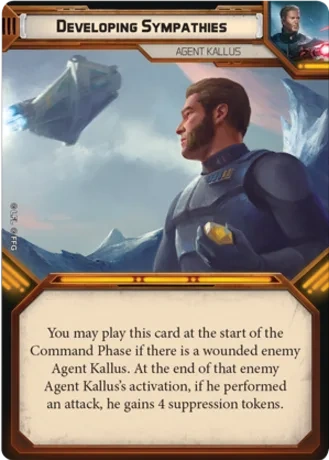 Developing Sympathies
AGENT KALLUS
© LFL © FFG
You may play this card at the start of the
Command Phase if there is a wounded enemy
Agent Kallus. At the end of that enemy
Agent Kallus's activation, if he performed
an attack, he gains 4 suppression tokens.